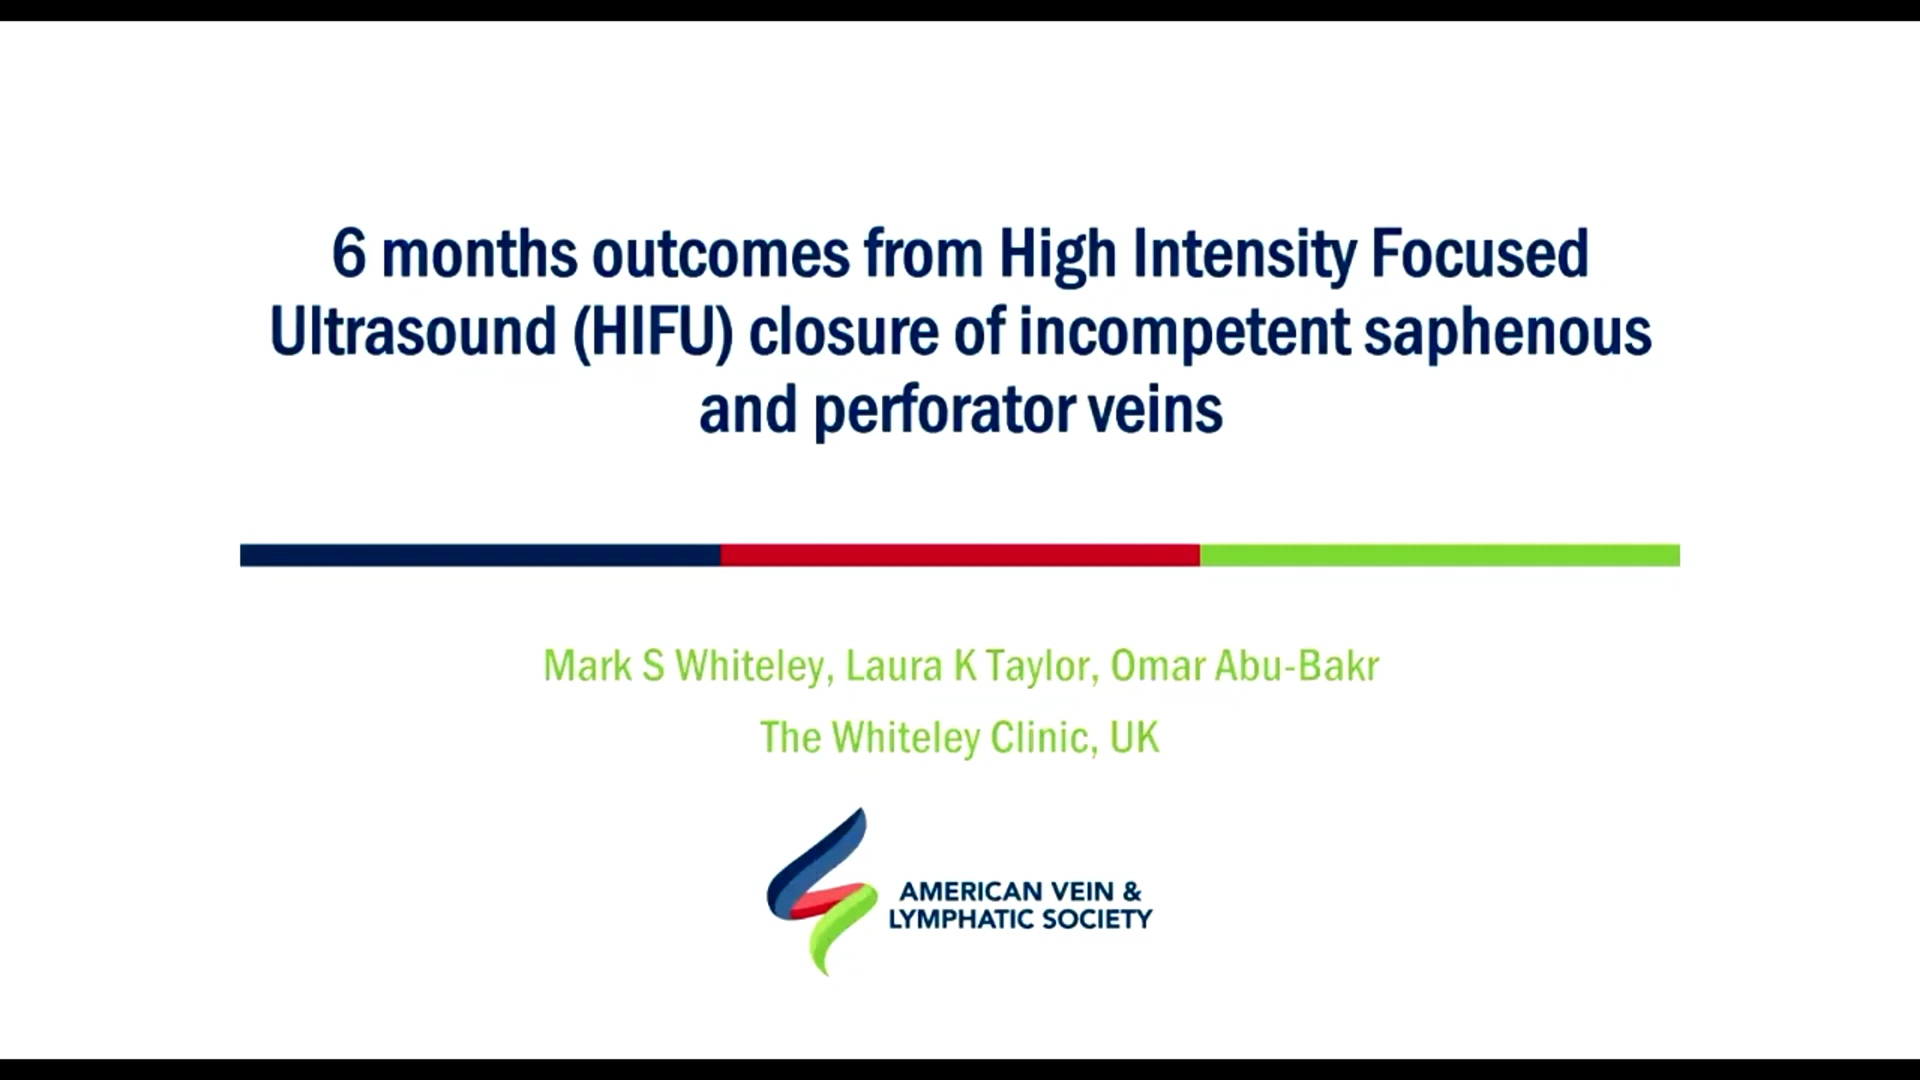 6 months outcomes from High Intensity Focused
Ultrasound (HIFU) closure of incompetent saphenous
and perforator veins
Mark S Whiteley, Laura K Taylor, Omar Abu-Bakr
The Whiteley Clinic, UK
AMERICAN VEIN &
LYMPHATIC SOCIETY